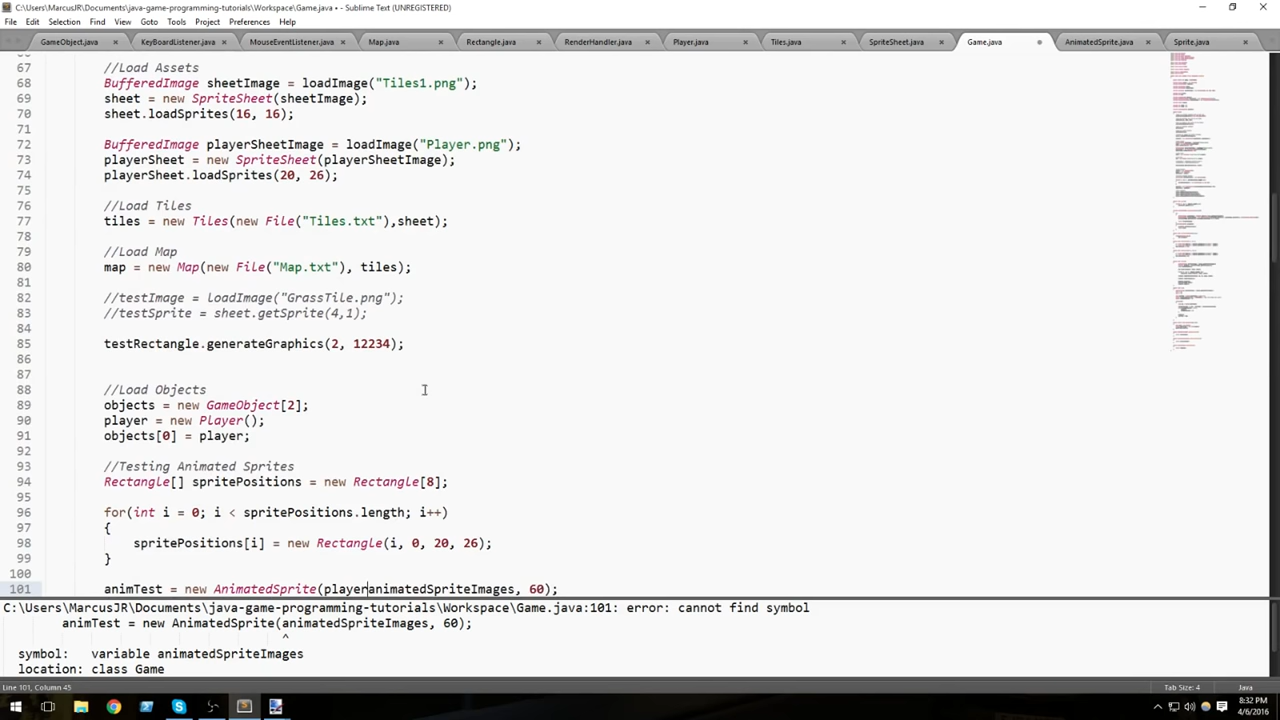 C:\Users\MarcusJR\Documents\java-game-programming-tutorials\Workspace\Game.java • - Sublime Text (UNREGISTERED)
File Edit Selection Find View Goto Tools Project Preferences Help
GameObject.java KeyBoardListener.java MouseEventListener.java Map.java Rectangle.java RenderHandler.java Player.java Tiles.java SpriteSheet.java Game.java AnimatedSprite.java Sprite.java
67 //Load Assets
68 BufferedImage sheetImage = loadImage("Tiles1.png"
69 sheet = new SpriteSheet(sheetImage);
70 sheet.loadSprites(16, 16);
71
72 BufferedImage playerSheetImage = loadImage("Player.png");
73 playerSheet = new SpriteSheet(playerSheetImage);
74 playerSheet.loadSprites(20, 26);
75
76 //Load Tiles
77 tiles = new Tiles(new File("Tiles.txt"),sheet);
78
79 //Load Map
80 map = new Map(new File("Map.txt"), tiles);
81
82 //testImage = loadImage("GrassTile.png");
83 //testSprite = sheet.getSprite(4,1);
84
85 testRectangle.generateGraphics(2, 12234);
86
87
88 //Load Objects
89 objects = new GameObject[2];
90 player = new Player();
91 objects[0] = player;
92
93 //Testing Animated Sprites
94 Rectangle[] spritePositions = new Rectangle[8];
95
96 for(int i = 0; i < spritePositions.length; i++)
97 {
98 spritePositions[i] = new Rectangle(i, 0, 20, 26);
99 }
100
101 animTest = new AnimatedSprite(playeranimatedSpriteImages, 60);
C:\Users\MarcusJR\Documents\java-game-programming-tutorials\Workspace\Game.java:101: error: cannot find symbol
animTest = new AnimatedSprite(animatedSpriteImages, 60);
^
symbol: variable animatedSpriteImages
location: class Game
Line 101, Column 45 Tab Size: 4 Java
8:32 PM
4/6/2016